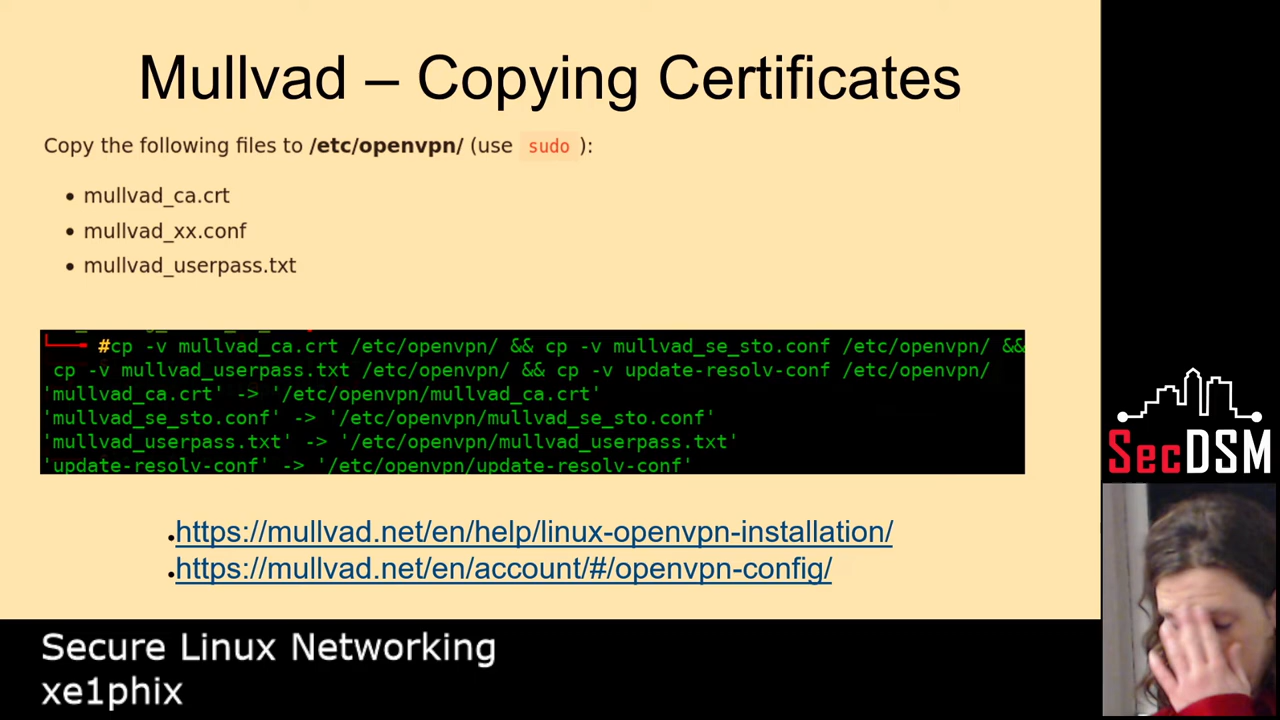 Mullvad – Copying Certificates
Copy the following files to /etc/openvpn/ (use sudo ):
• mullvad_ca.crt
• mullvad_xx.conf
• mullvad_userpass.txt
#cp -v mullvad_ca.crt /etc/openvpn/ && cp -v mullvad_se_sto.conf /etc/openvpn/ &&
cp -v mullvad_userpass.txt /etc/openvpn/ && cp -v update-resolv-conf /etc/openvpn/
'mullvad_ca.crt' -> '/etc/openvpn/mullvad_ca.crt'
'mullvad_se_sto.conf' -> '/etc/openvpn/mullvad_se_sto.conf'
'mullvad_userpass.txt' -> '/etc/openvpn/mullvad_userpass.txt'
'update-resolv-conf' -> '/etc/openvpn/update-resolv-conf'
•https://mullvad.net/en/help/linux-openvpn-installation/
•https://mullvad.net/en/account/#/openvpn-config/
SecDSM
Secure Linux Networking
xe1phix